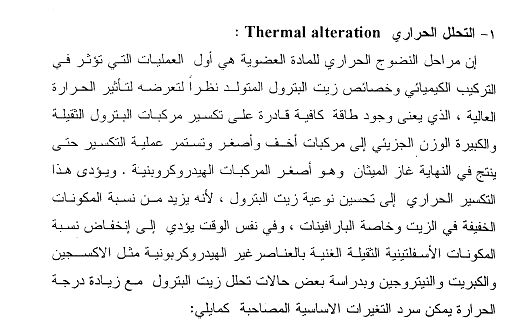 ١- التحلل الحراري Thermal alteration :
إن مراحل النضوج الحراري للمادة العضوية هي أول العمليات التي تؤثر في
التركيب الكيميائي وخصائص زيت البترول المتولد نظراً لتعرضه لتأثير الحرارة
العالية ، الذي يعنى وجود طاقة كافية قادرة على تكسير مركبات البترول الثقيلة
والكبيرة الوزن الجزيئي إلى مركبات أخف وأصغر وتستمر عملية التكسير حتى
ينتج في النهاية غاز الميثان وهو أصغر المركبات الهيدروكروبنية . ويؤدى هذا
التكسير الحراري إلى تحسين نوعية زيت البترول ، لأنه يزيد من نسبة المكونات
الخفيفة في الزيت وخاصة البارافينات ، وفي نفس الوقت يؤدي إلى إنخفاض نسبة
المكونات الأسفلتينية الثقيلة الغنية بالعناصرغير الهيدروكربونية مثل الاكسجين
والكبريت والنيتروجين وبدراسة بعض حالات تحلل زيت البترول مع زيادة درجة
الحرارة يمكن سرد التغيرات الاساسية المصاحبة كمايلي: